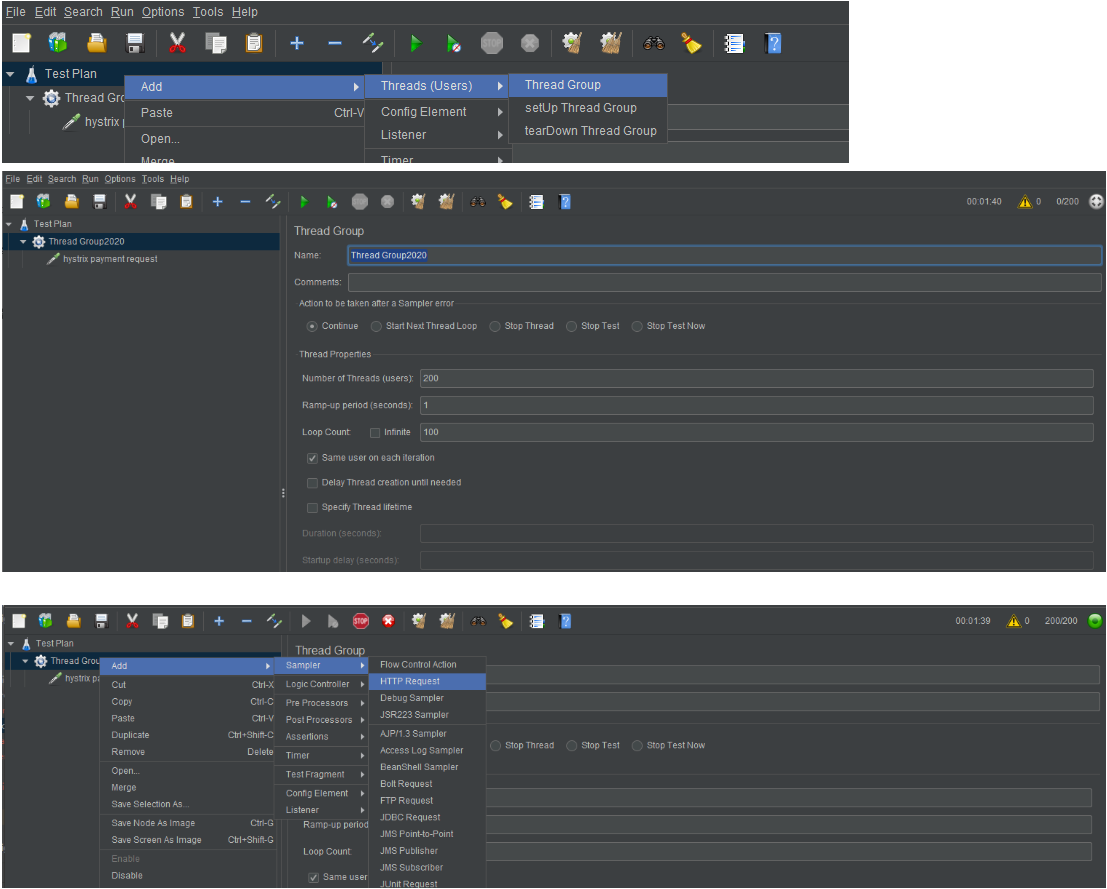 File Edit Search Run Options Tools Help
Test Plan
Add
Threads (Users)
Thread Group
Thread Gro
Paste
Ctrl-V
Config Element
setUp Thread Group
hystrix p
Open...
Listener
tearDown Thread Group
Merge
Timer
File Edit Search Run Options Tools Help
00:01:40 0 0/200
Test Plan
Thread Group2020
hystrix payment request
Thread Group
Name: Thread Group2020
Comments:
Action to be taken after a Sampler error
Continue Start Next Thread Loop Stop Thread Stop Test Stop Test Now
Thread Properties
Number of Threads (users): 200
Ramp-up period (seconds): 1
Loop Count: Infinite 100
Same user on each iteration
Delay Thread creation until needed
Specify Thread lifetime
Duration (seconds):
Startup delay (seconds):
STOP
00:01:39 0 200/200
Test Plan
Thread Grou
hystrix pa
Add
Cut Ctrl-X
Copy Ctrl-C
Paste Ctrl-V
Duplicate Ctrl+Shift-C
Remove Delete
Open...
Merge
Save Selection As...
Save Node As Image Ctrl-G
Save Screen As Image Ctrl+Shift-G
Enable
Disable
Sampler
Logic Controller
Pre Processors
Post Processors
Assertions
Timer
Test Fragment
Config Element
Listener
Flow Control Action
HTTP Request
Debug Sampler
JSR223 Sampler
AJP/1.3 Sampler
Access Log Sampler
BeanShell Sampler
Bolt Request
FTP Request
JDBC Request
JMS Point-to-Point
JMS Publisher
JMS Subscriber
JUnit Request
Thread Group
Stop Thread Stop Test Stop Test Now
Ramp-up period
Loop Count:
Same user